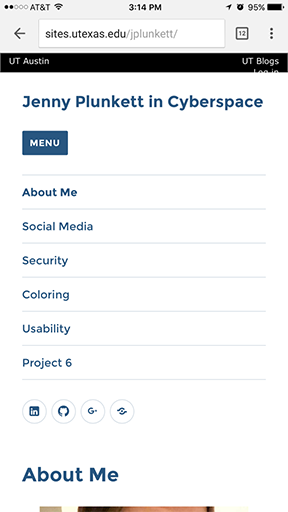 AT&T 3:14 PM 95%
sites.utexas.edu/jplunkett/ 12
UT Austin UT Blogs
Log in
Jenny Plunkett in Cyberspace
MENU
About Me
Social Media
Security
Coloring
Usability
Project 6
in G+
About Me